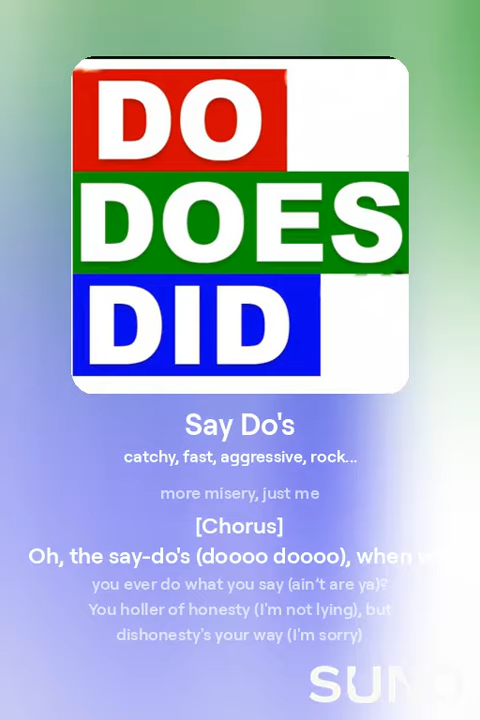 DO
DOES
DID
Say Do's
catchy, fast, aggressive, rock...
more misery, just me
[Chorus]
Oh, the say-do's (doooo doooo), when
you ever do what you say (ain't are ya)?
You holler of honesty (I'm not lying), but
dishonesty's your way (I'm sorry)
SUNO